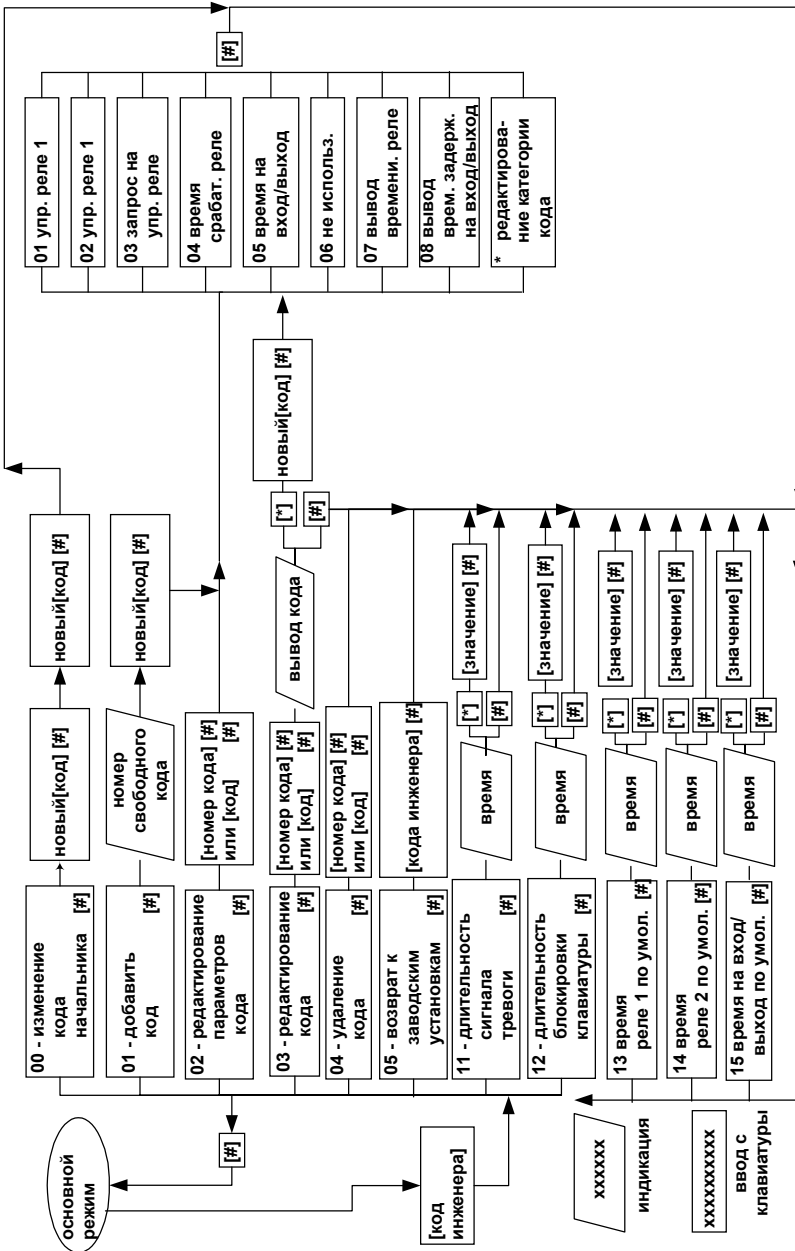 основной
режим
[#]
[код
инженера]
00 - изменение
кода
начальника [#]
новый[код] [#]
новый[код] [#]
01 - добавить
код [#]
номер
свободного
кода
новый[код] [#]
02 - редактирование
параметров
кода [#]
[номер кода] [#]
или [код] [#]
03 - редактирование
кода [#]
[номер кода] [#]
или [код] [#]
вывод кода
[*]
[#]
новый[код] [#]
04 - удаление
кода [#]
[номер кода] [#]
или [код] [#]
05 - возврат к
заводским
установкам [#]
[кода инженера] [#]
11 - длительность
сигнала
тревоги [#]
время
[*]
[#]
[значение] [#]
12 - длительность
блокировки
клавиатуры [#]
время
[*]
[#]
[значение] [#]
13 время
реле 1 по умол. [#]
время
[*]
[#]
[значение] [#]
14 время
реле 2 по умол. [#]
время
[*]
[#]
[значение] [#]
15 время на вход/
выход по умол. [#]
время
[*]
[#]
[значение] [#]
01 упр. реле 1
02 упр. реле 1
03 запрос на
упр. реле
04 время
срабат. реле
05 время на
вход/выход
06 не использ.
07 вывод
времени. реле
08 вывод
врем. задерж.
на вход/выход
* редактирова-
ние категории
кода
[#]
xxxxxx
индикация
xxxxxxxxxxx
ввод с
клавиатуры